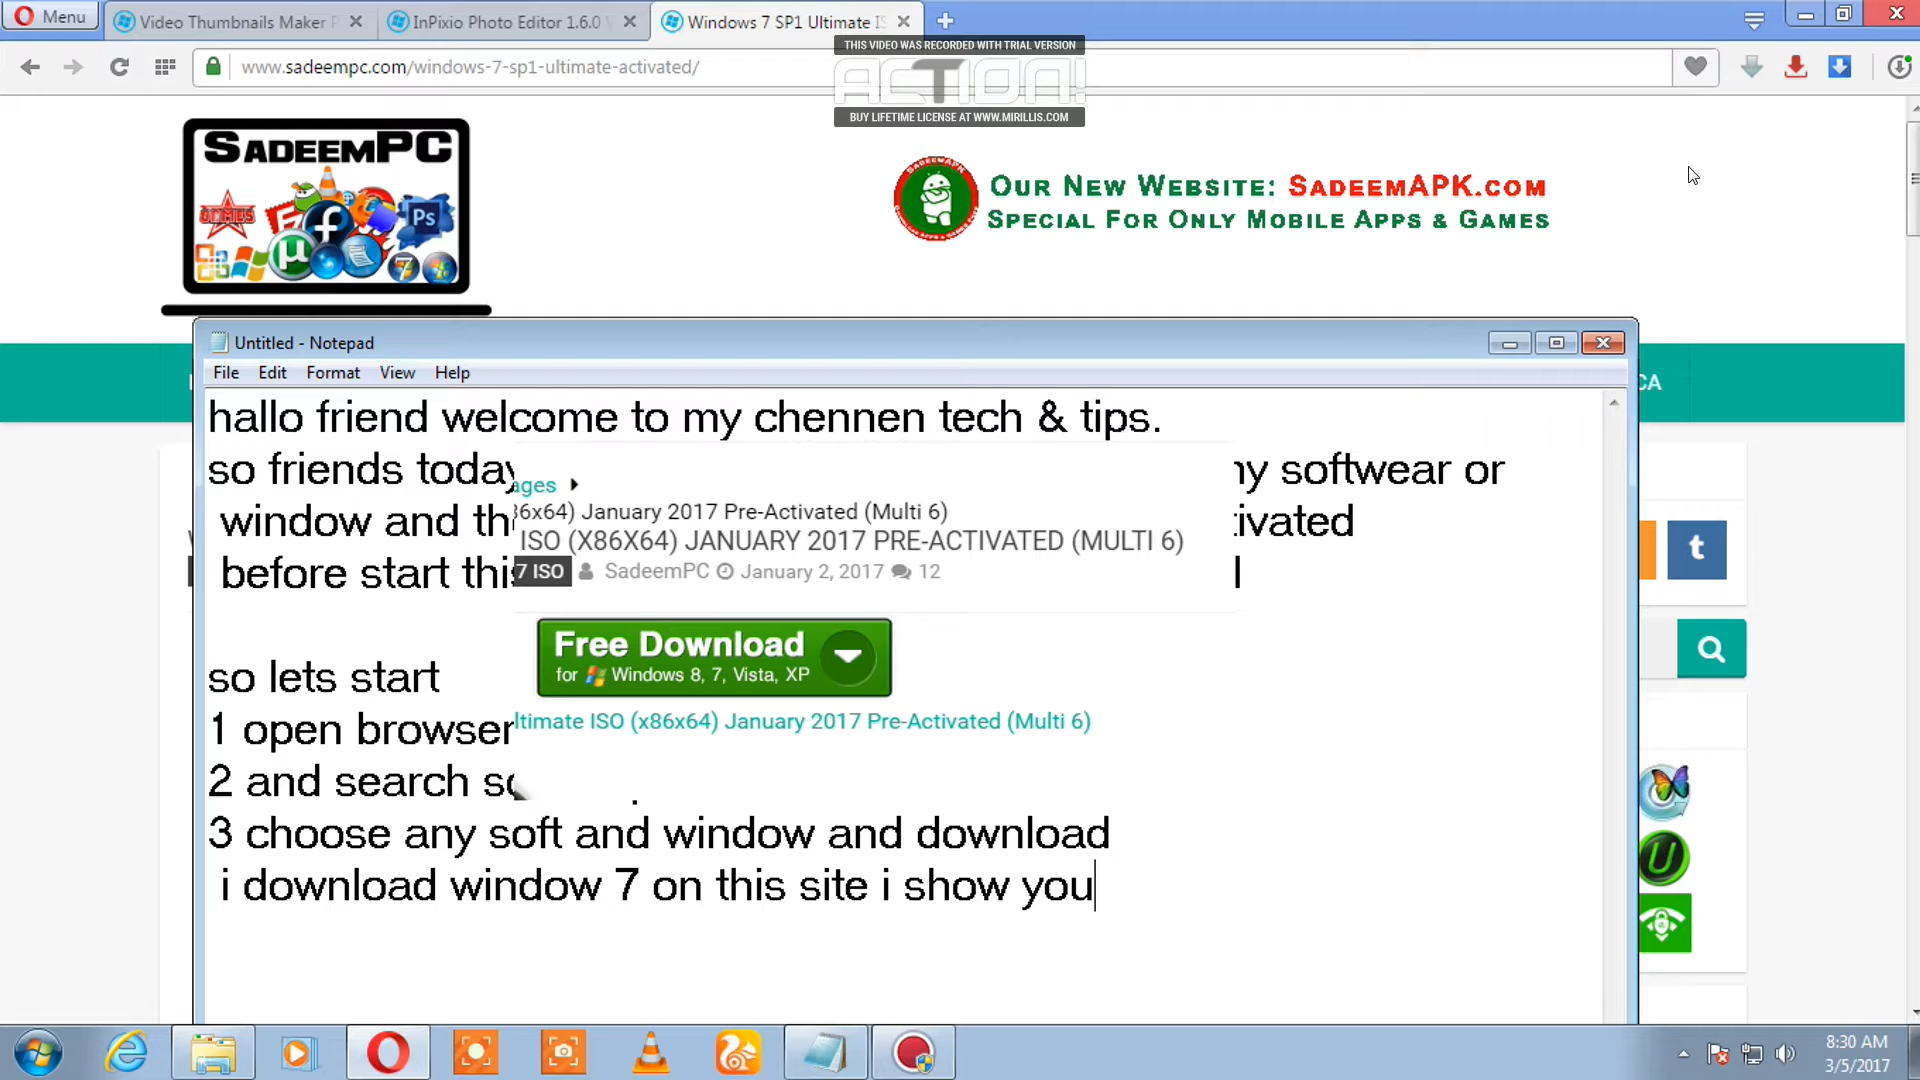 Menu
Video Thumbnails Maker P
InPixio Photo Editor 1.6.0
Windows 7 SP1 Ultimate IS
www.sadeempc.com/windows-7-sp1-ultimate-activated/
THIS VIDEO WAS RECORDED WITH TRIAL VERSION
ACTION!
BUY LIFETIME LICENSE AT WWW.MIRILLIS.COM
SADEEMPC
GAMES
Ps
OUR NEW WEBSITE: SADEEMAPK.COM
SPECIAL FOR ONLY MOBILE APPS & GAMES
Untitled - Notepad
File Edit Format View Help
CA
hallo friend welcome to my chennen tech & tips.
so friends today
softwear or
window and
before start
ages
6x64) January 2017 Pre-Activated (Multi 6)
ISO (X86X64) JANUARY 2017 PRE-ACTIVATED (MULTI 6)
7 ISO SadeemPC January 2, 2017 12
Free Download
for Windows 8, 7, Vista, XP
so lets start
1 open browser
ltimate ISO (x86x64) January 2017 Pre-Activated (Multi 6)
2 and search
3 choose any soft and window and download
i download window 7 on this site i show you
8:30 AM
3/5/2017